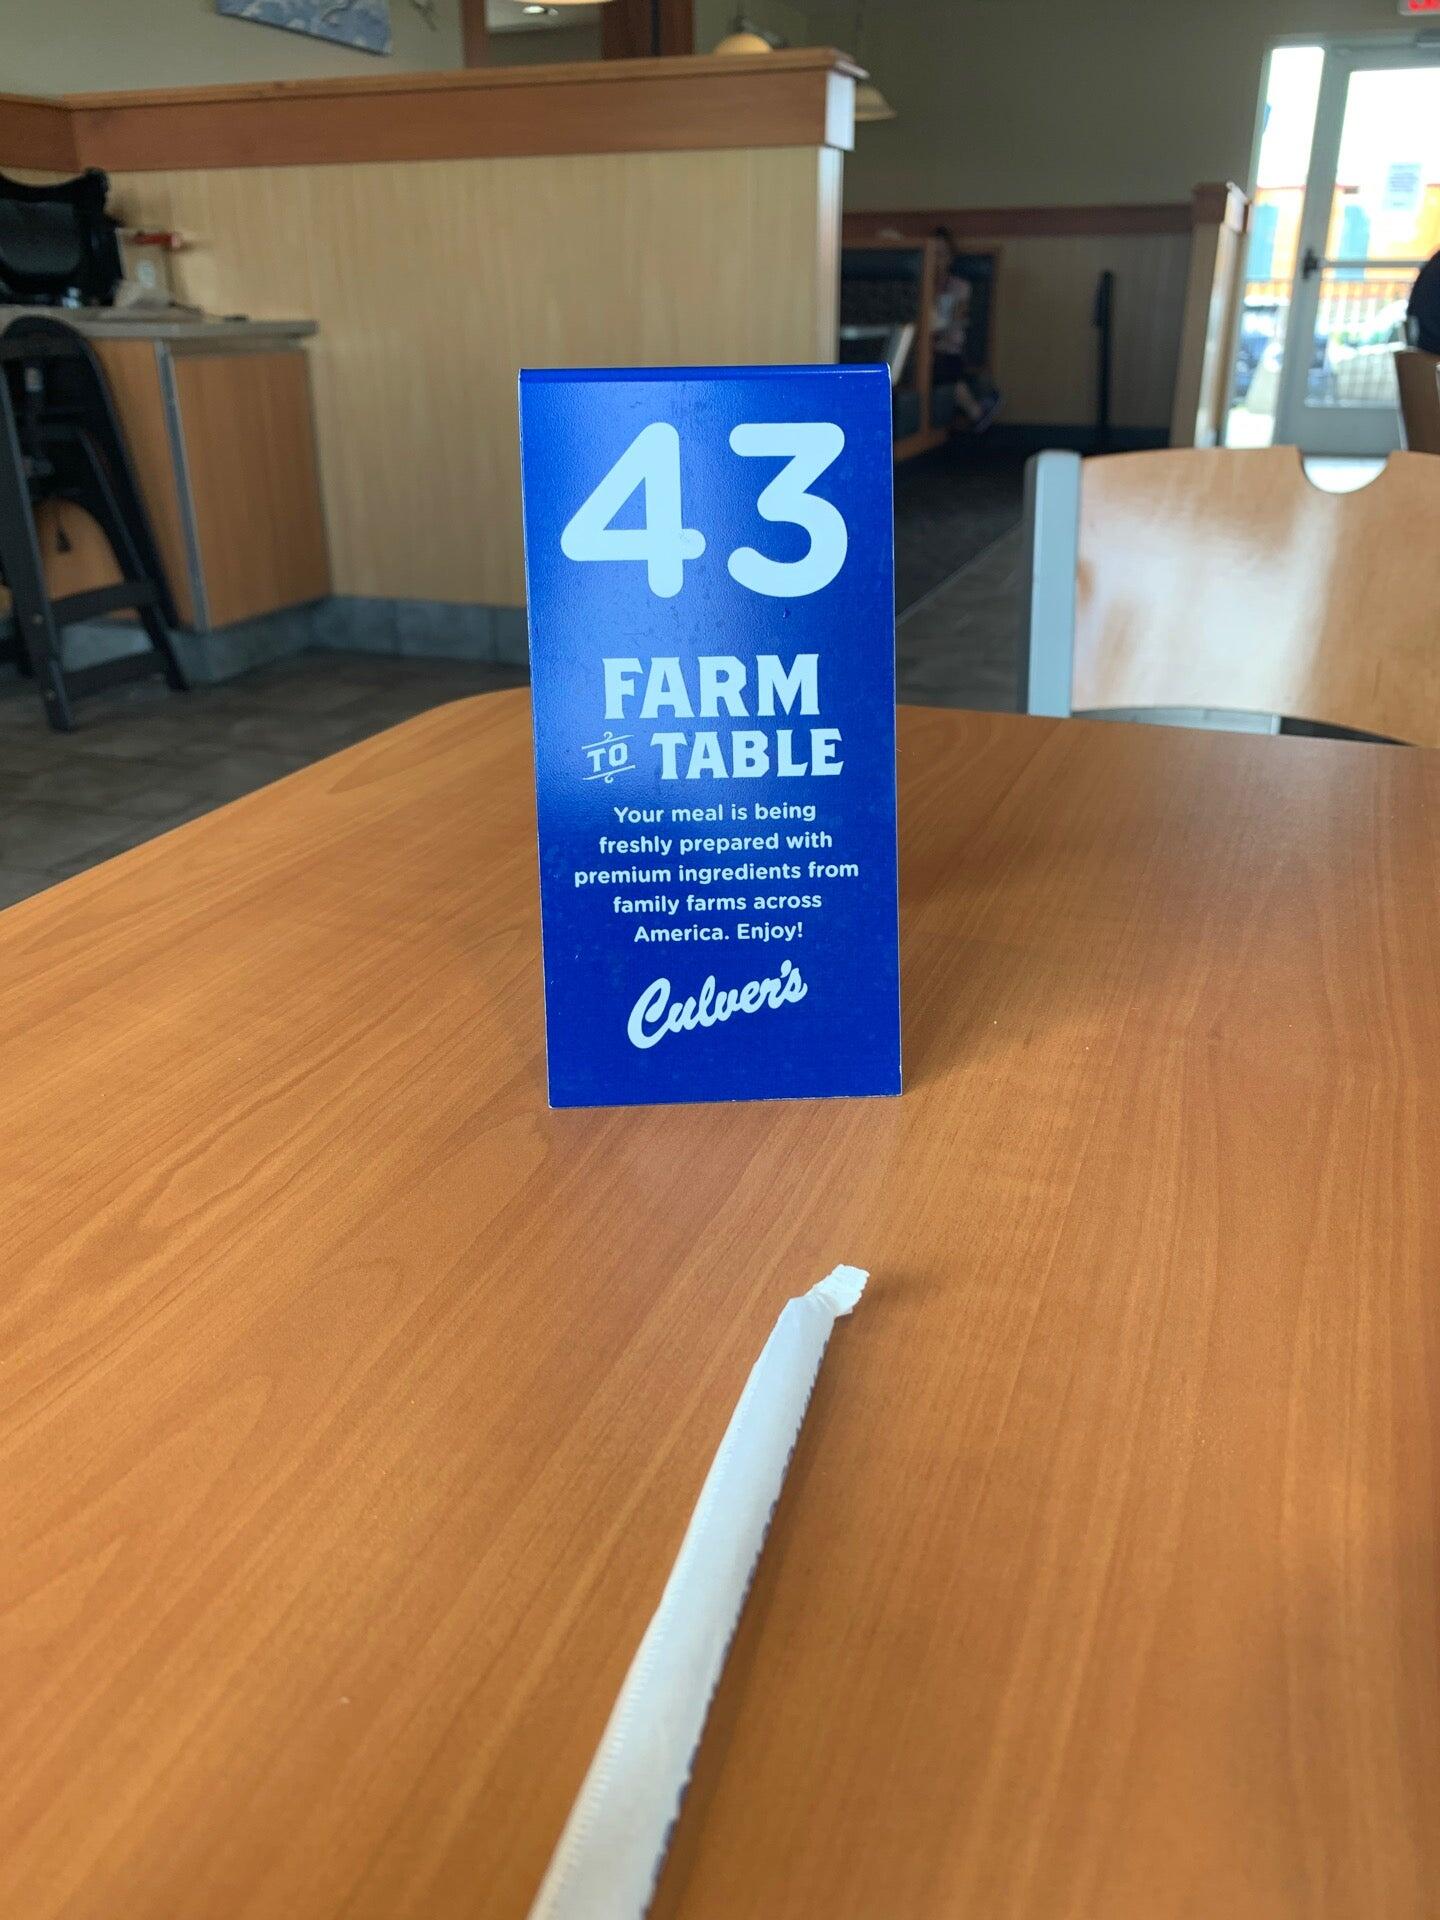 43
FARM
TO TABLE
Your meal is being
freshly prepared with
premium ingredients from
family farms across
America. Enjoy!
Culver's